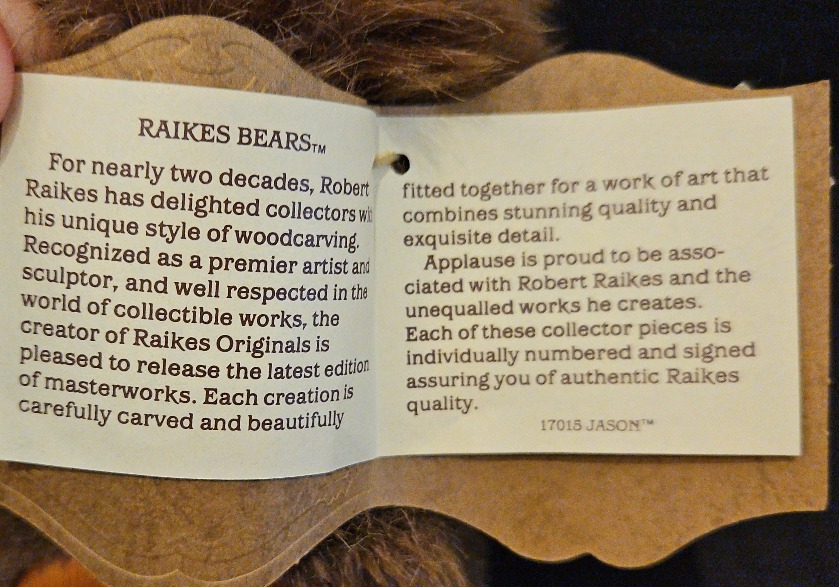 RAIKES BEARS™
For nearly two decades, Robert
Raikes has delighted collectors wi
his unique style of woodcarving.
Recognized as a premier artist and
sculptor, and well respected in the
world of collectible works, the
creator of Raikes Originals is
pleased to release the latest edition
of masterworks. Each creation is
carefully carved and beautifully
fitted together for a work of art that
combines stunning quality and
exquisite detail.
Applause is proud to be asso-
ciated with Robert Raikes and the
unequalled works he creates.
Each of these collector pieces is
individually numbered and signed
assuring you of authentic Raikes
quality.
17015 JASON™